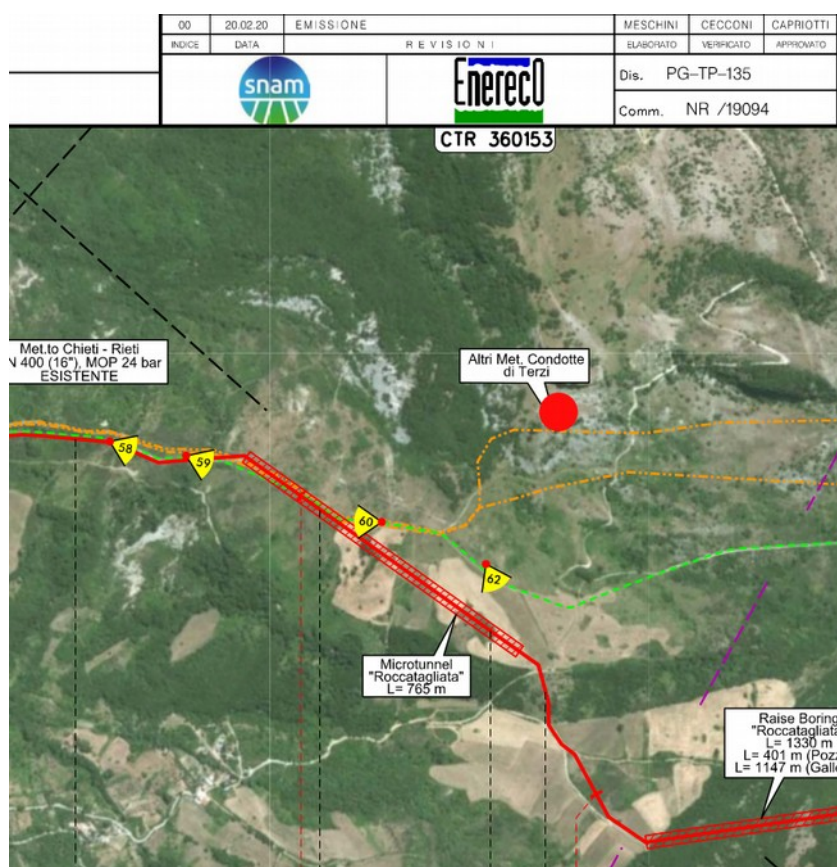 00 20.02.20 EMISSIONE MESCHINI CECCONI CAPRIOTTI
INDICE DATA REVISIONI ELABORATO VERIFICATO APPROVATO
snam
Enereco
Dis. PG-TP-135
Comm. NR /19094
CTR 360153
Met.to Chieti - Rieti
N 400 (16"), MOP 24 bar
ESISTENTE
Altri Met. Condotte
di Terzi
58
59
60
62
Microtunnel
"Roccatagliata"
L= 765 m
Raise Boring
"Roccatagliata
L= 1330 m
L= 401 m (Pozz
L= 1147 m (Galle